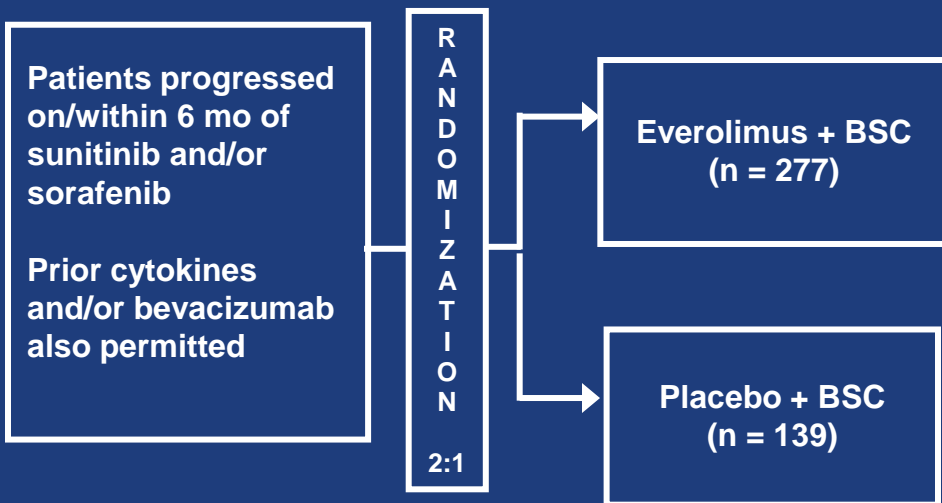 Patients progressed
on/within 6 mo of
sunitinib and/or
sorafenib
Prior cytokines
and/or bevacizumab
also permitted
R
A
N
D
O
M
I
Z
A
T
I
O
N
2:1
Everolimus + BSC
(n = 277)
Placebo + BSC
(n = 139)